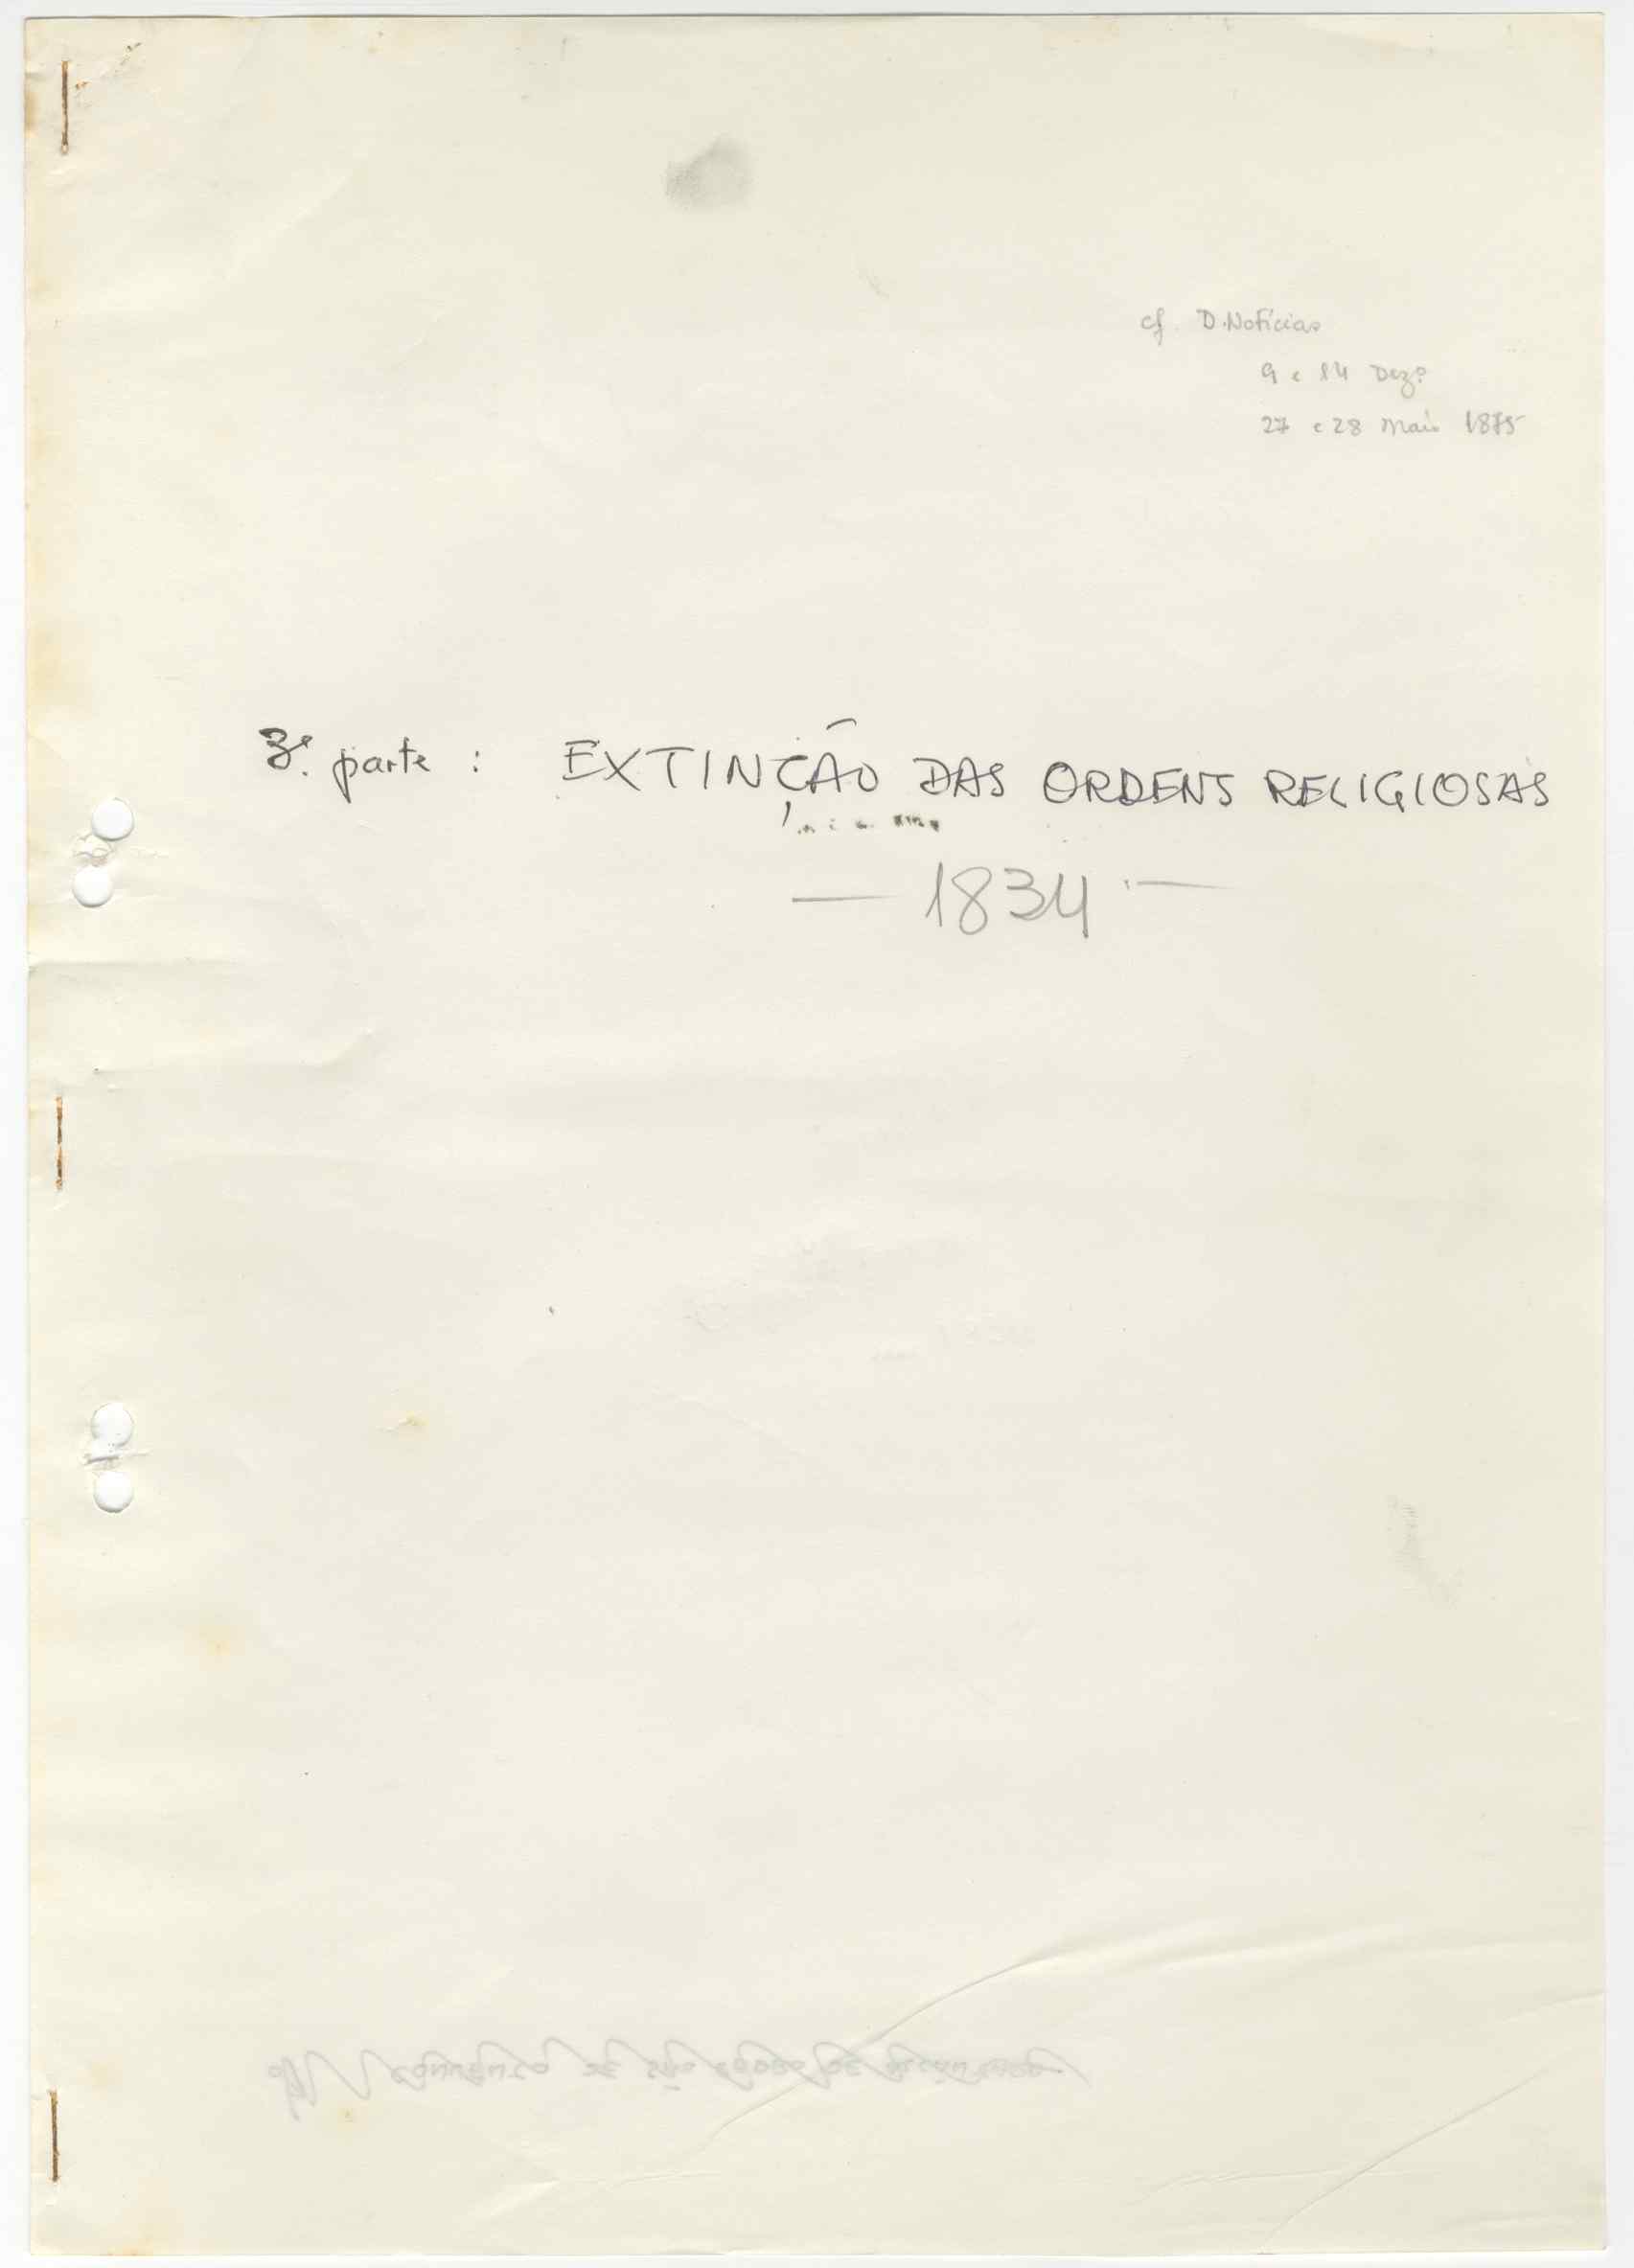 cf. D. Notícias
9 e 14 Dez?
27 e 28 Maio 1875
3ª. parte : EXTINÇÃO DAS ORDENS RELIGIOSAS
— 1834 —